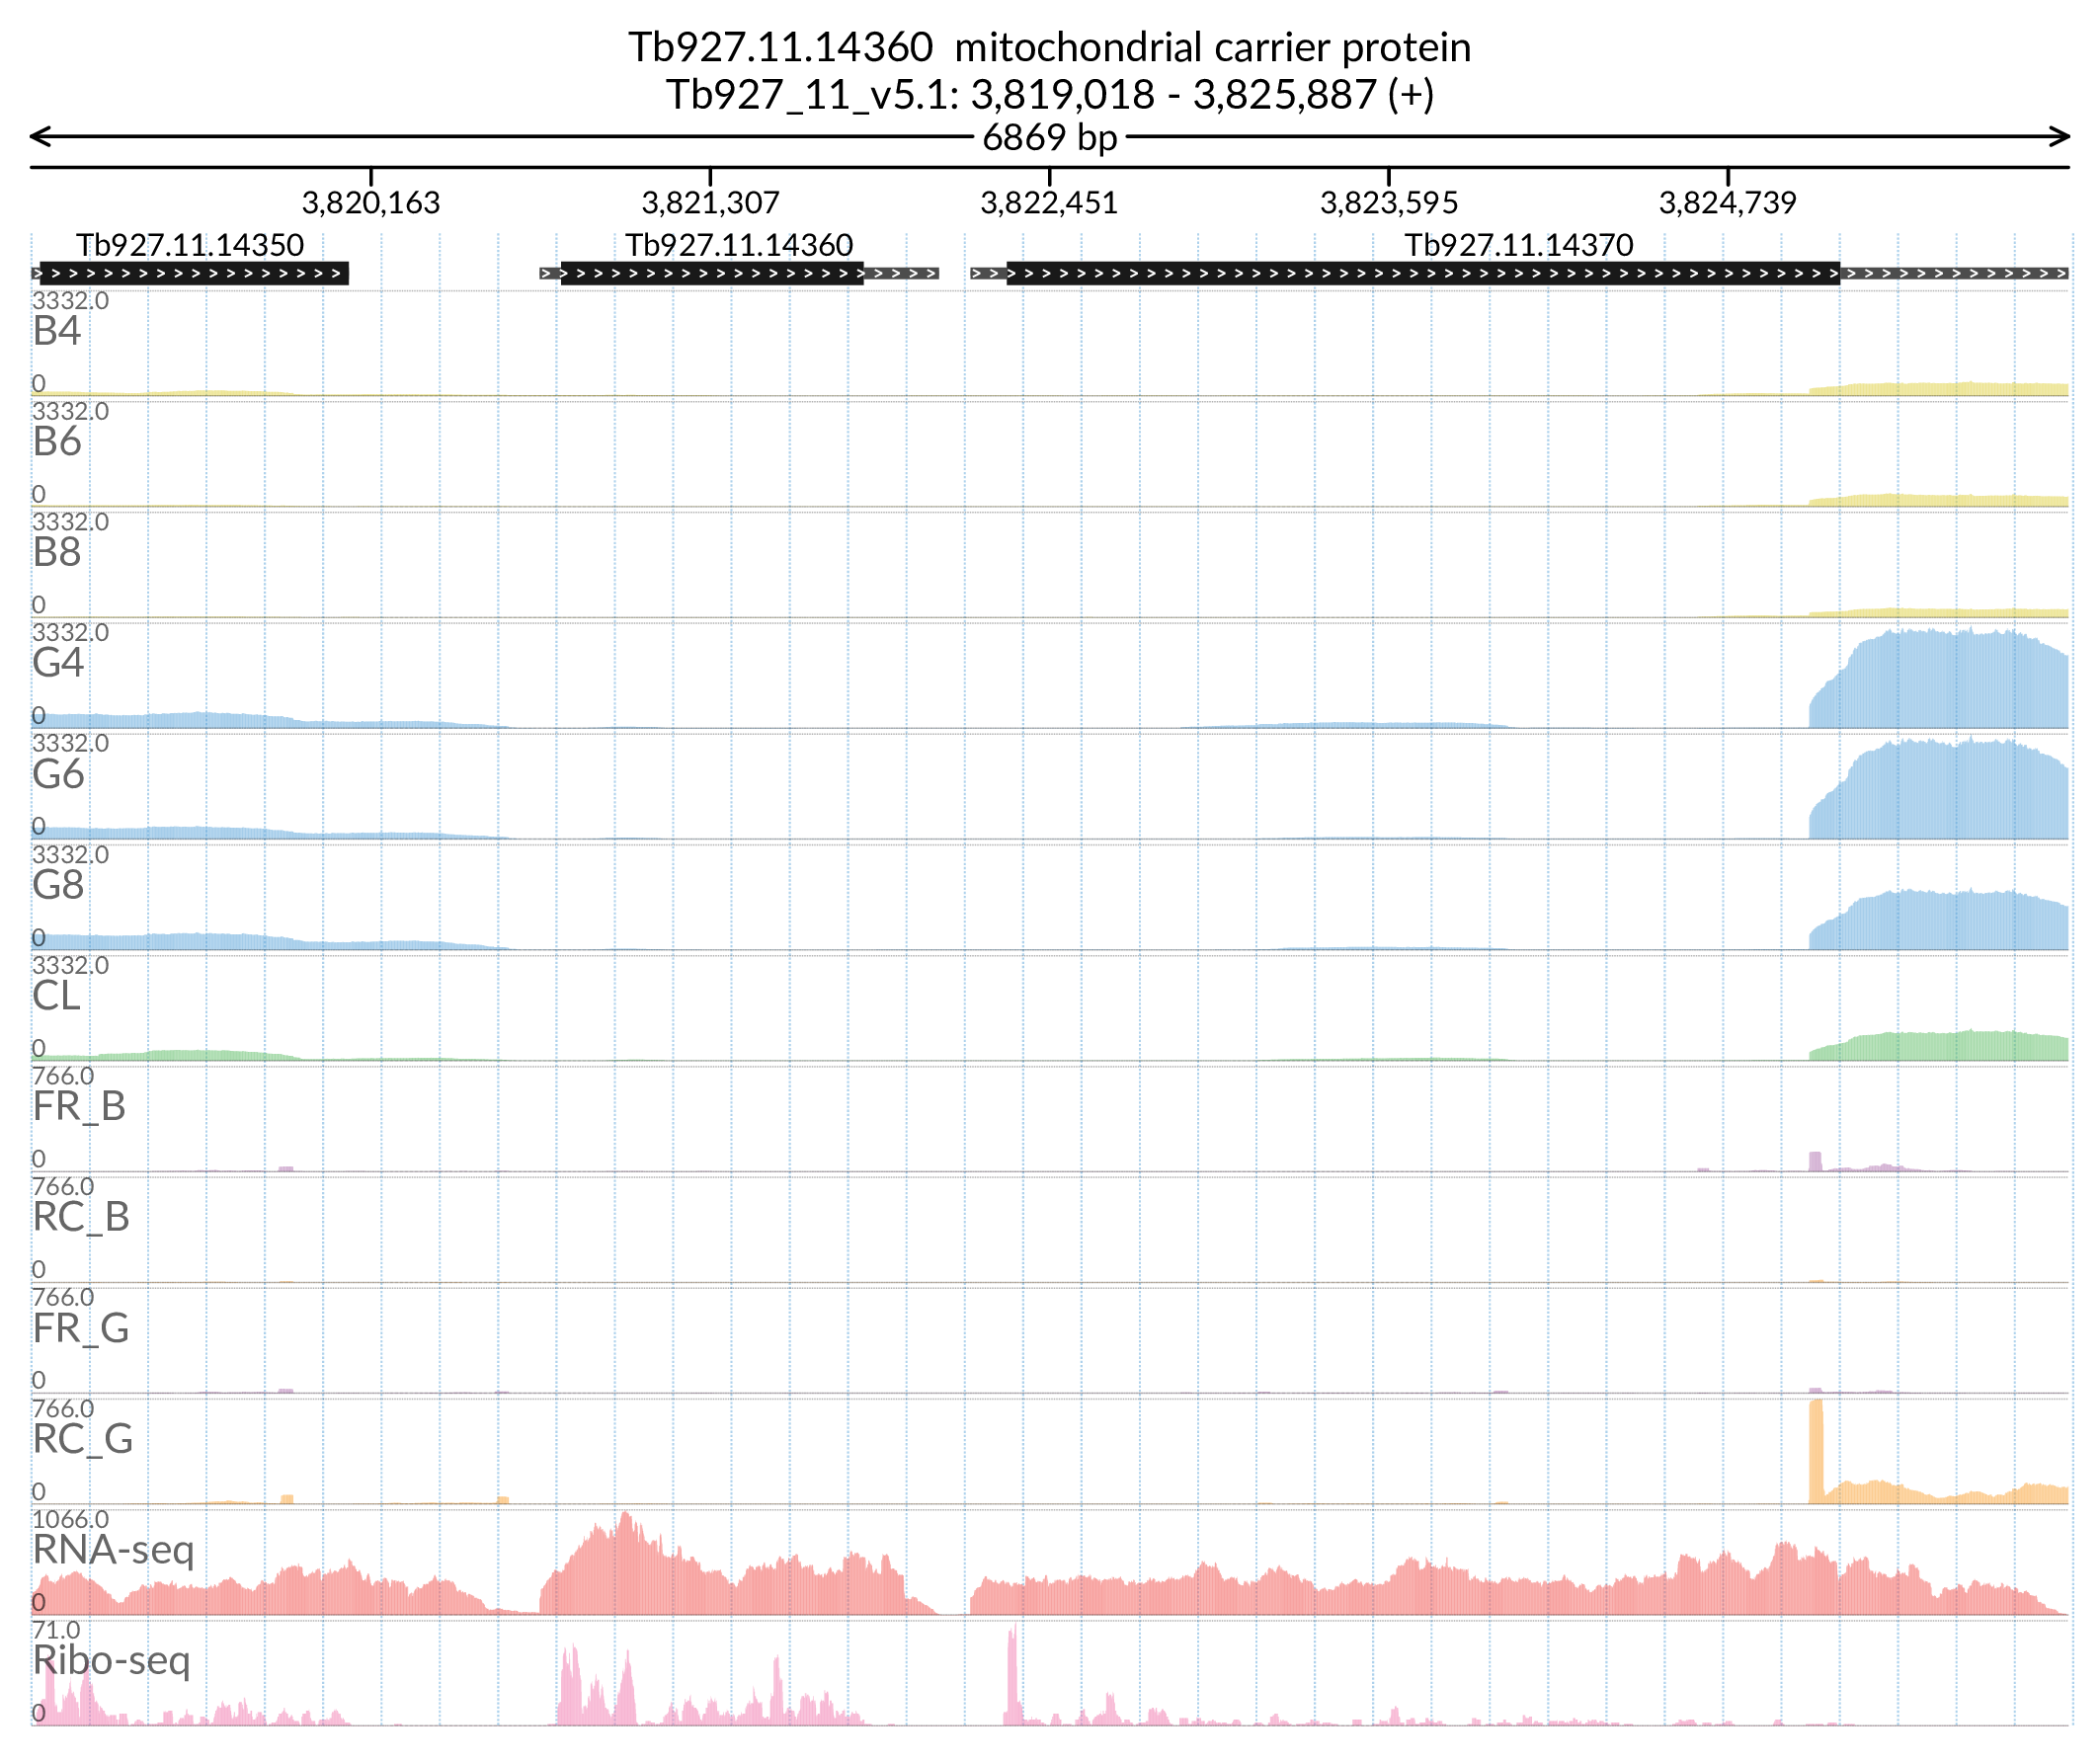 Tb927.11.14360 mitochondrial carrier protein
Tb927_11_v5.1: 3,819,018 - 3,825,887 (+)
6869 bp
3,820,163 3,821,307 3,822,451 3,823,595 3,824,739
Tb927.11.14350 Tb927.11.14360 Tb927.11.14370
3332.0
B4
0
3332.0
B6
0
3332.0
B8
0
3332.0
G4
0
3332.0
G6
0
3332.0
G8
0
3332.0
CL
0
766.0
FR_B
0
766.0
RC_B
0
766.0
FR_G
0
766.0
RC_G
0
1066.0
RNA-seq
0
71.0
Ribo-seq
0